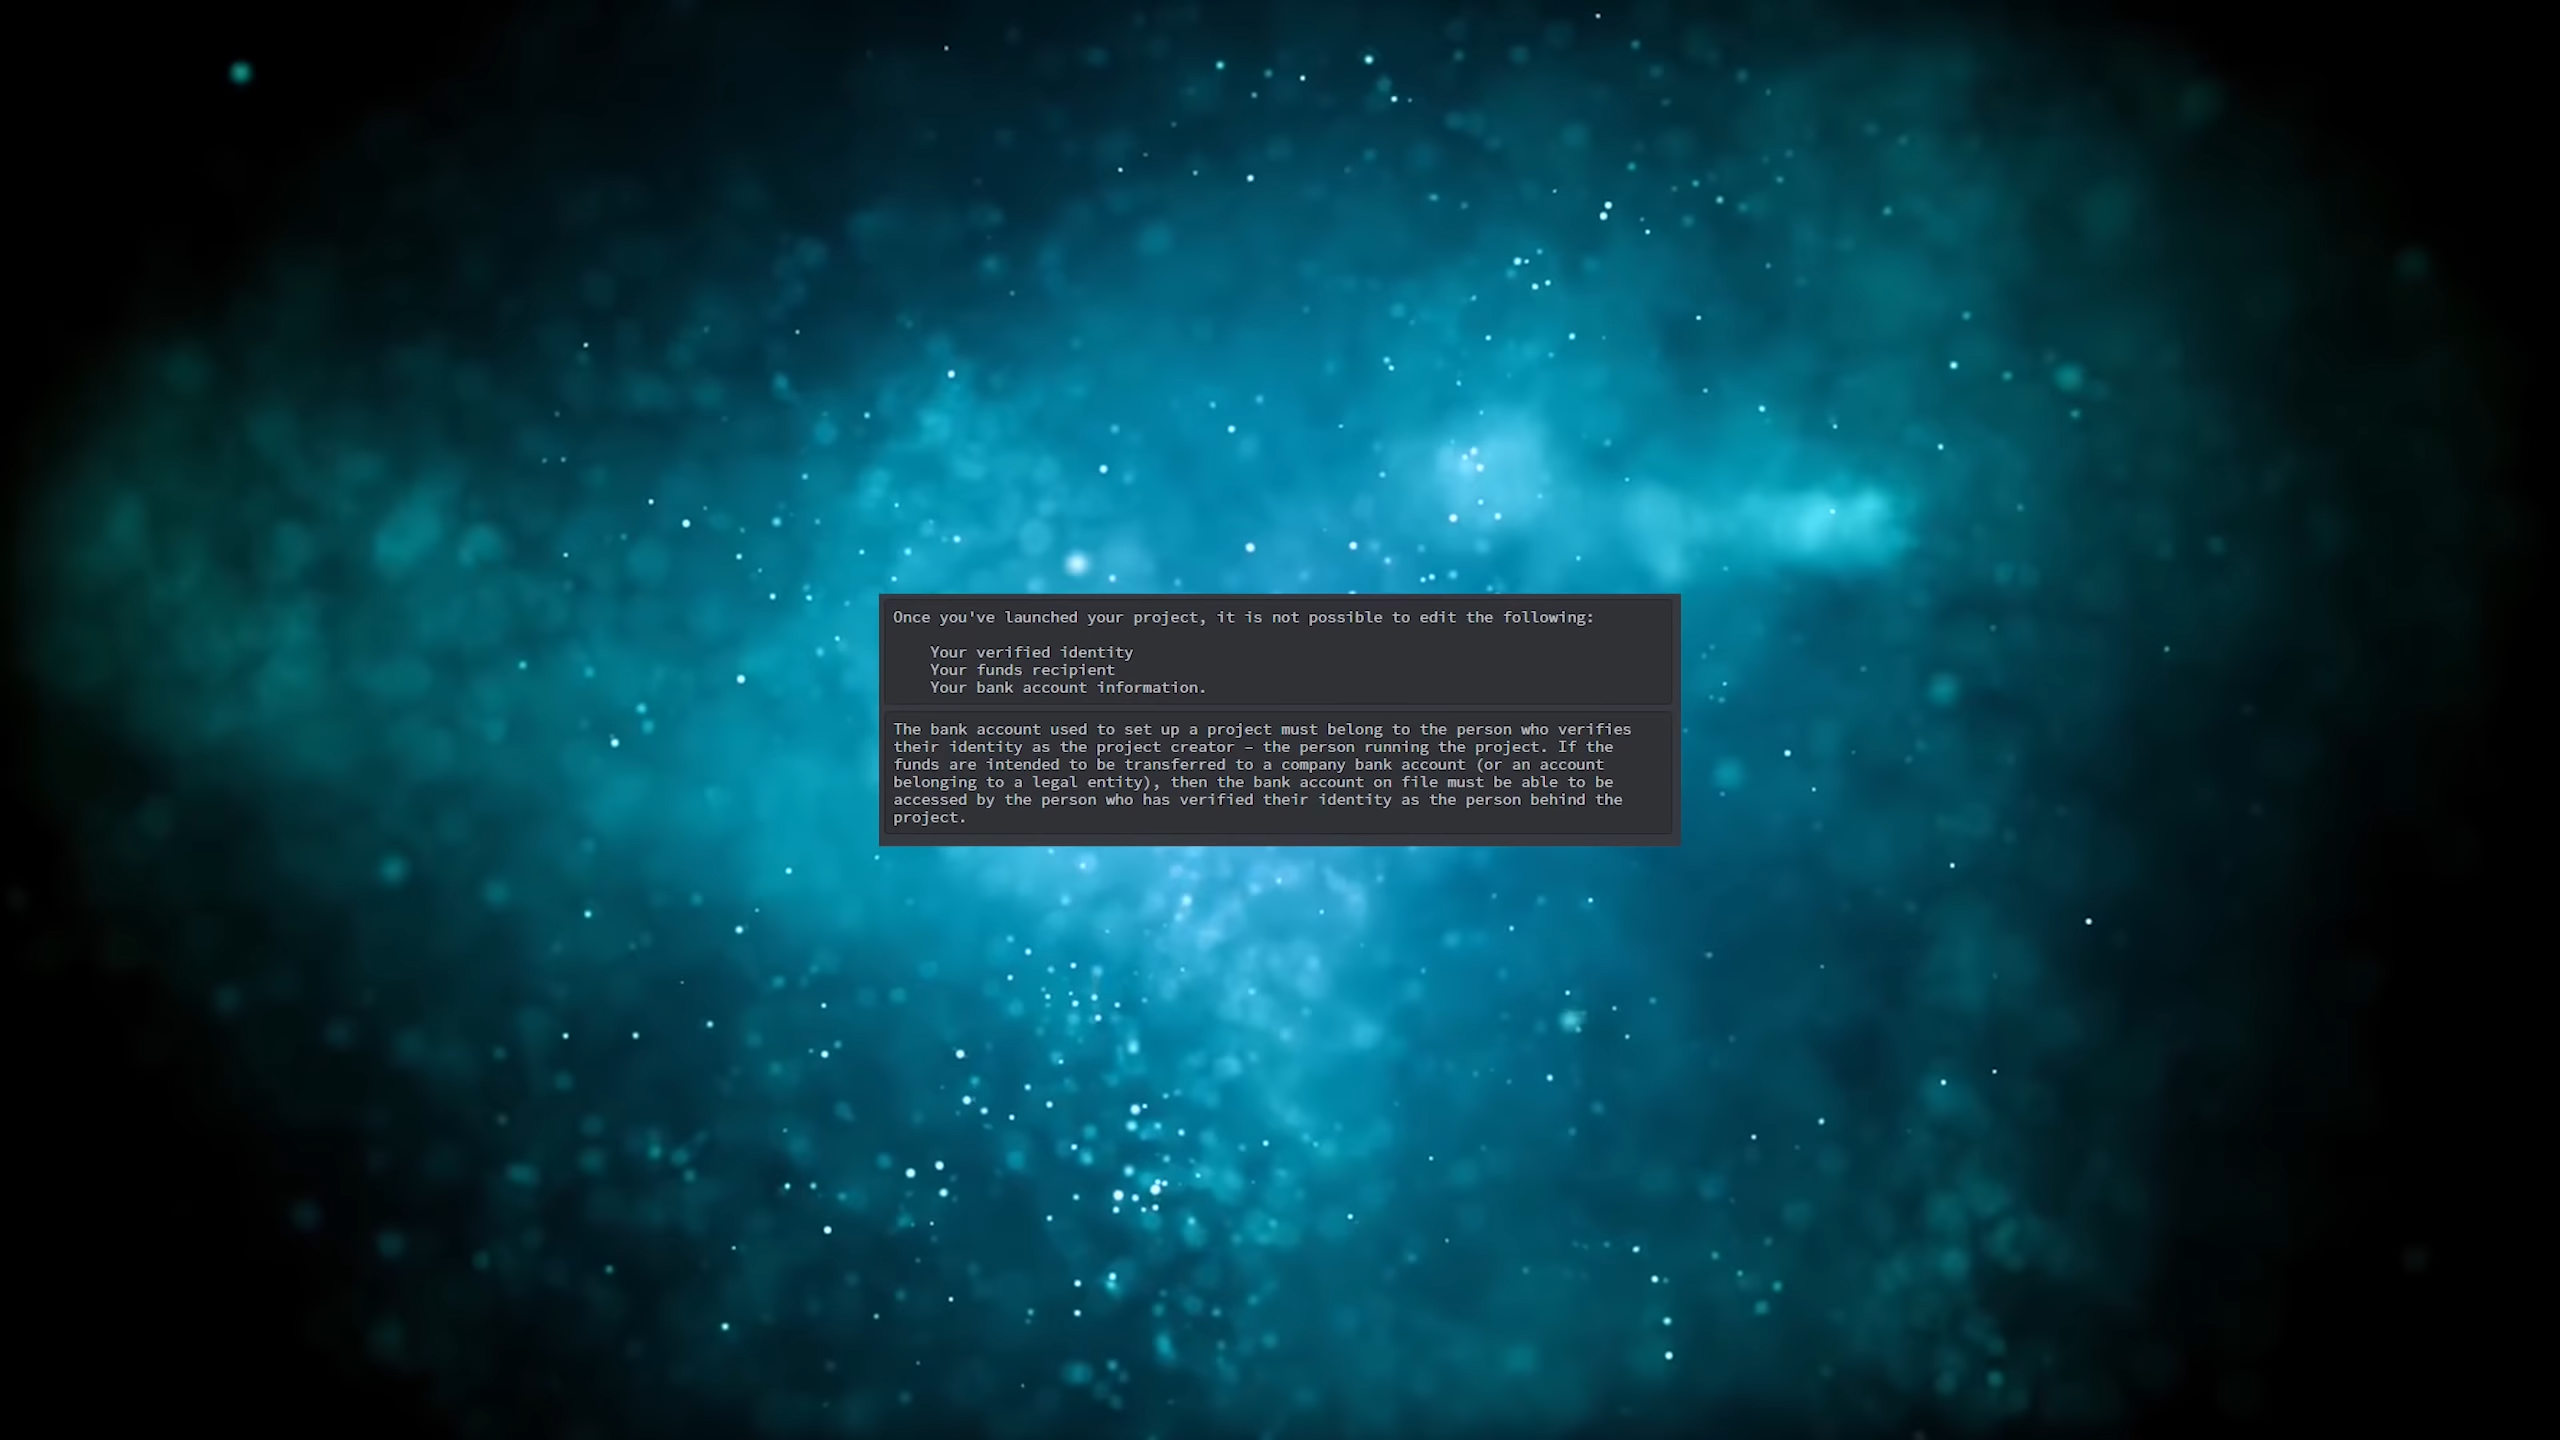 Once you've launched your project, it is not possible to edit the following:
Your verified identity
Your funds recipient
Your bank account information.
The bank account used to set up a project must belong to the person who verifies
their identity as the project creator – the person running the project. If the
funds are intended to be transferred to a company bank account (or an account
belonging to a legal entity), then the bank account on file must be able to be
accessed by the person who has verified their identity as the person behind the
project.